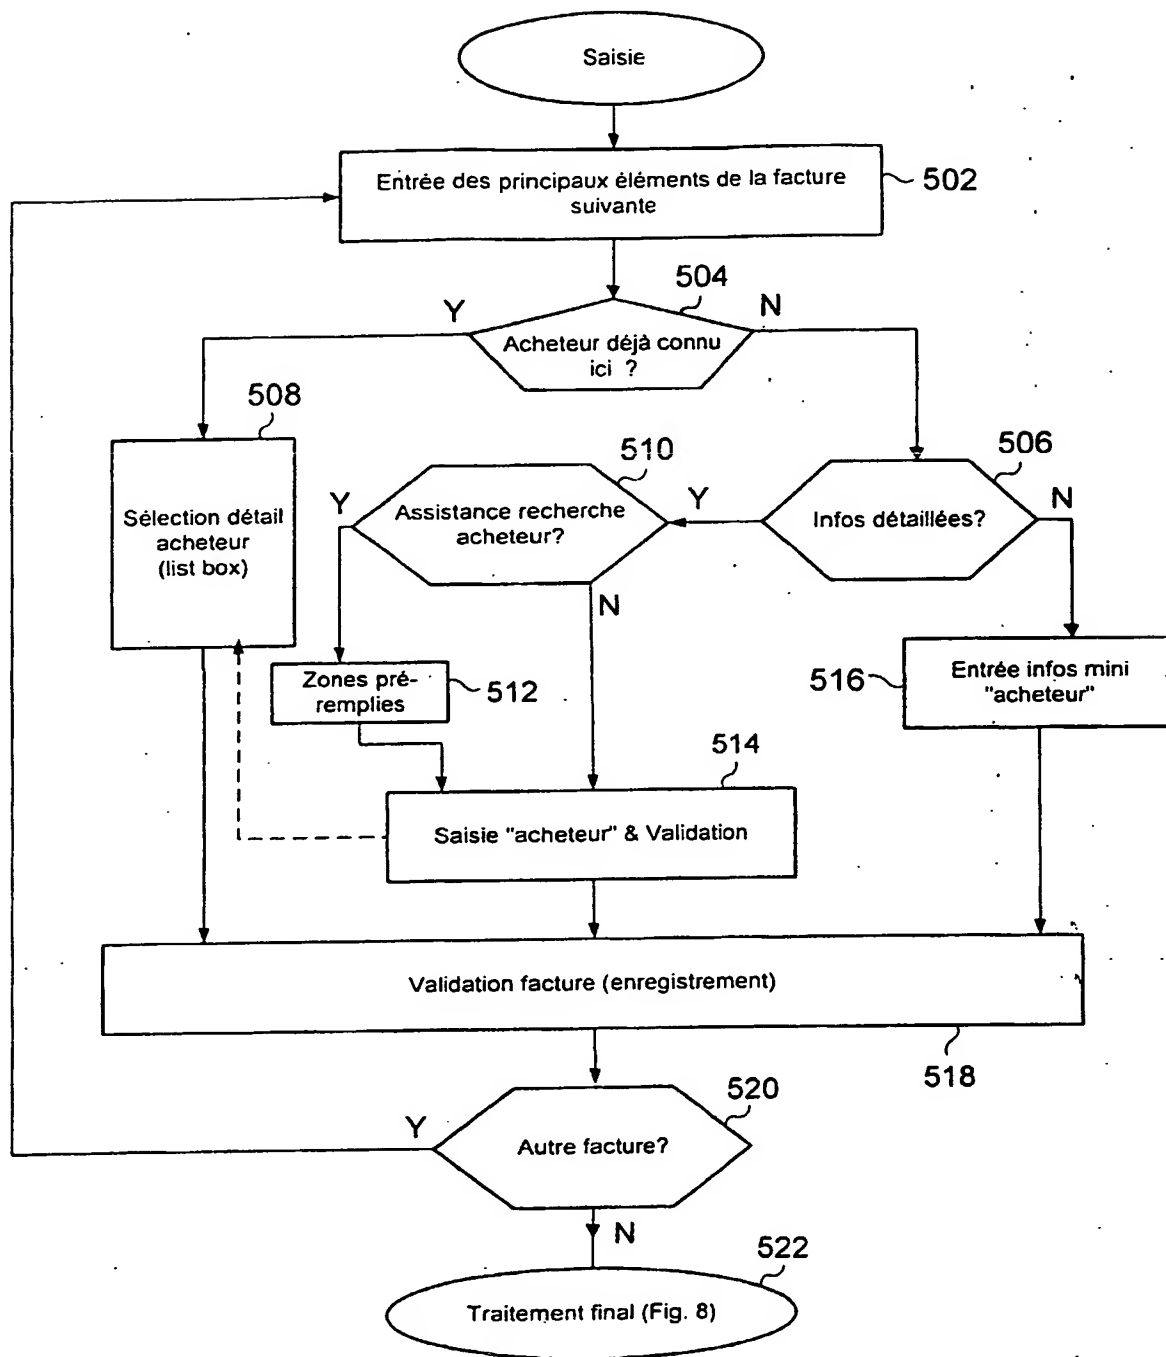 Saisie
Entrée des principaux éléments de la facture
suivante
502
504
Y
N
Acheteur déjà connu
ici ?
508
510
506
Sélection détail
acheteur
(list box)
Y
Assistance recherche
acheteur?
Y
Infos détaillées?
N
N
Zones pré-
remplies
512
516
Entrée infos mini
"acheteur"
514
Saisie "acheteur" & Validation
Validation facture (enregistrement)
518
520
Y
Autre facture?
N
522
Traitement final (Fig. 8)